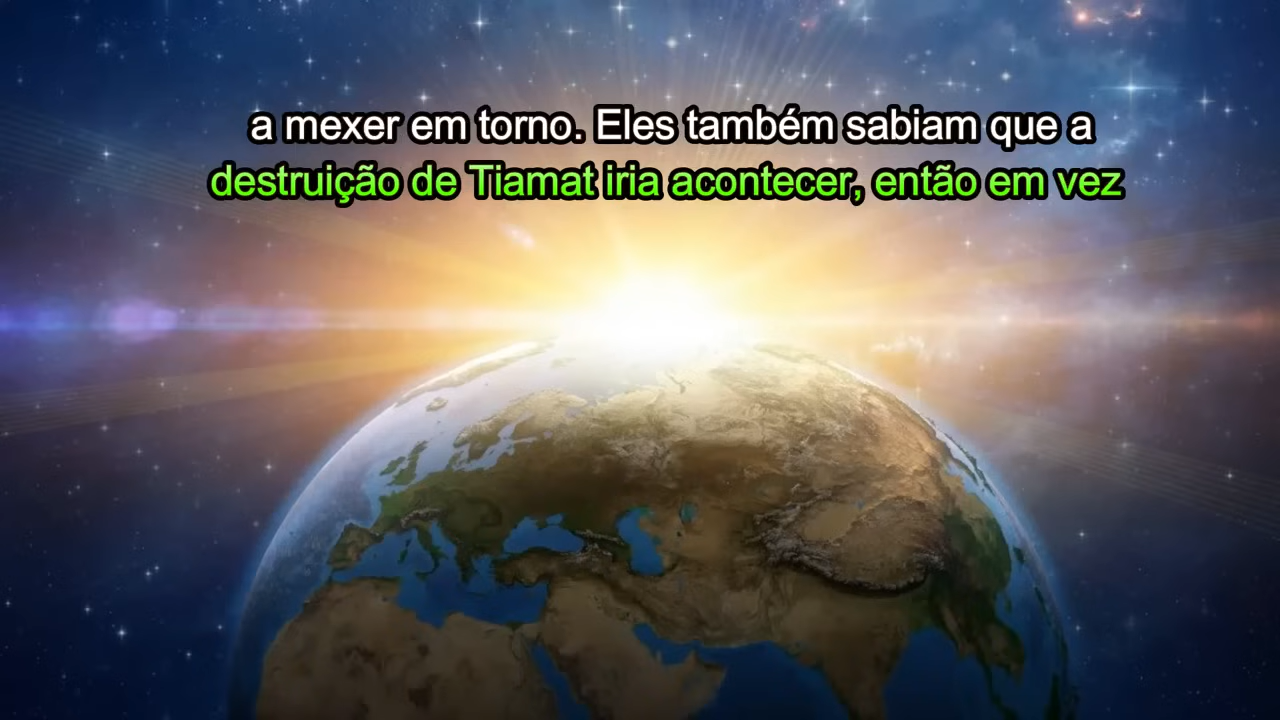 a mexer em torno. Eles também sabiam que a
destruição de Tiamat iria acontecer, então em vez